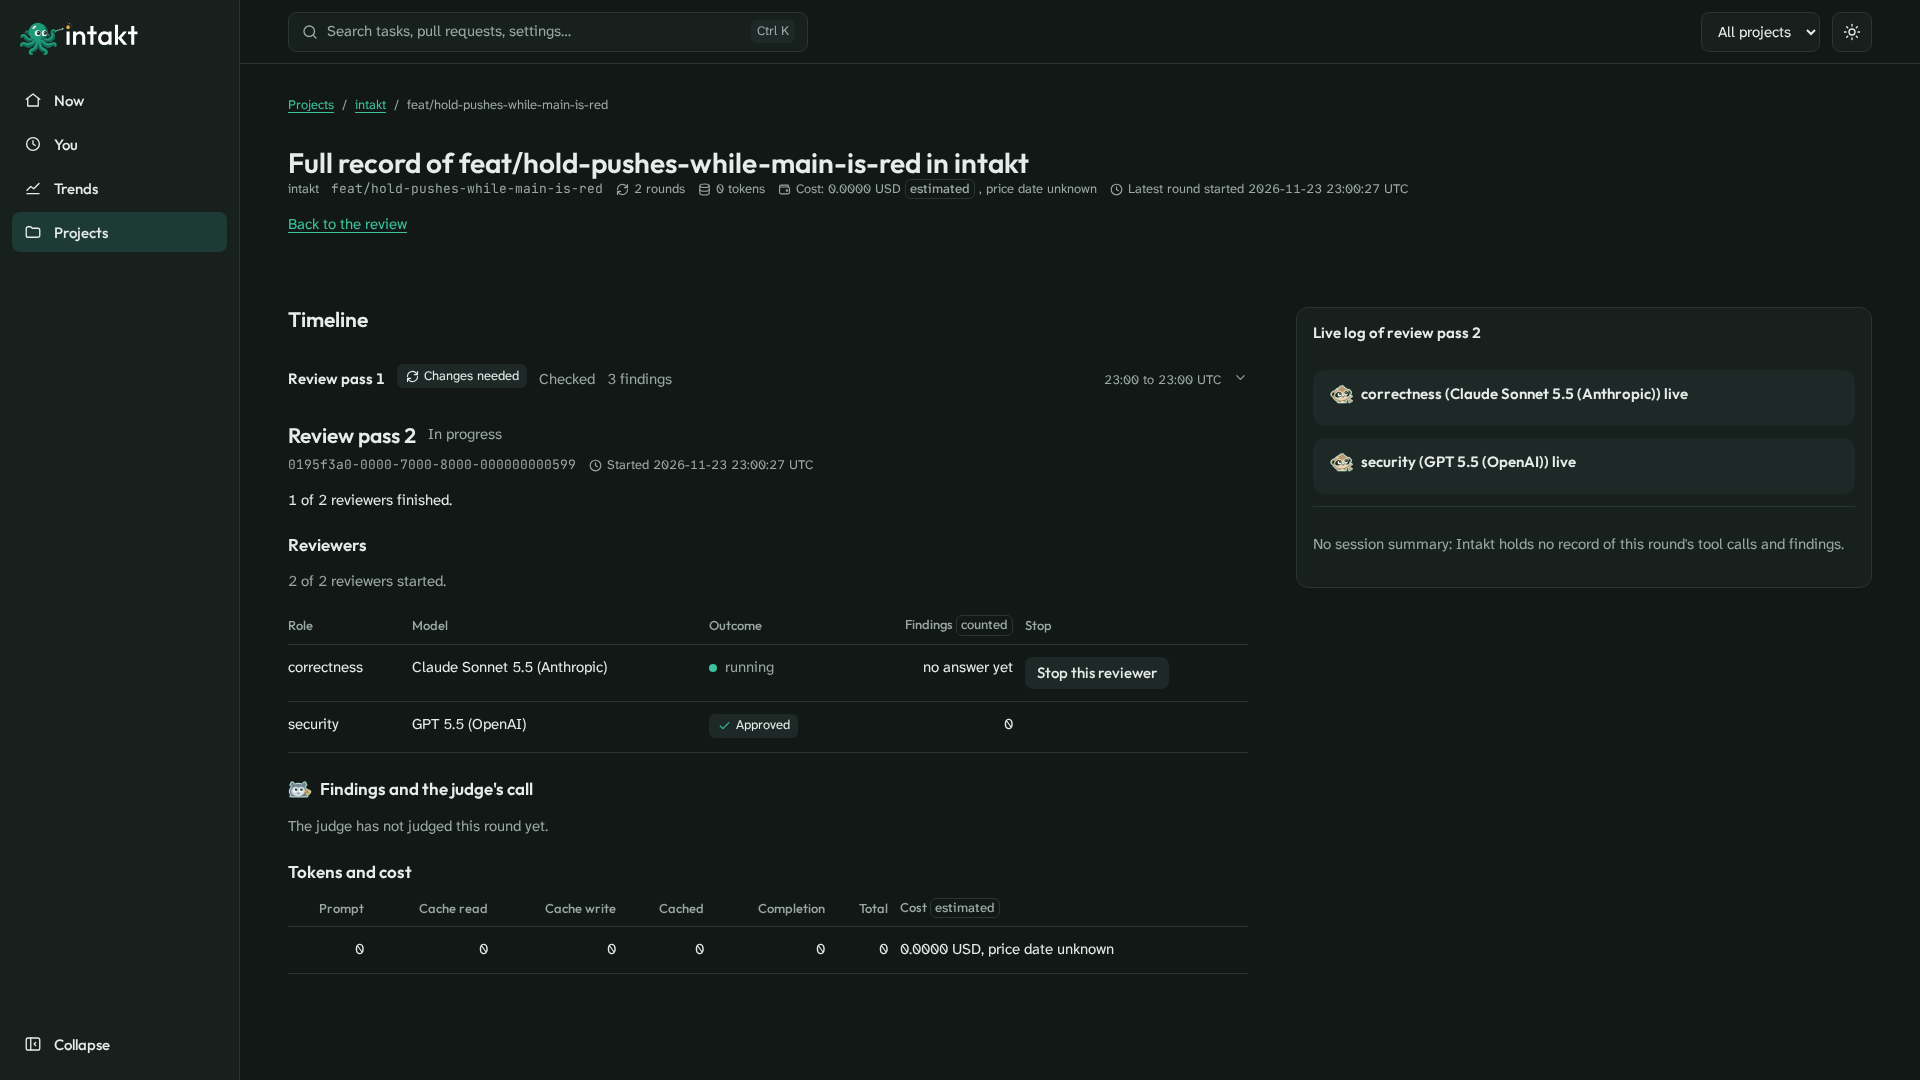 intakt
Search tasks, pull requests, settings...
Ctrl K
All projects
Now
You
Trends
Projects
Collapse
Projects / intakt / feat/hold-pushes-while-main-is-red
Full record of feat/hold-pushes-while-main-is-red in intakt
intakt feat/hold-pushes-while-main-is-red 2 rounds 0 tokens Cost: 0.0000 USD estimated , price date unknown Latest round started 2026-11-23 23:00:27 UTC
Back to the review
Timeline
Review pass 1 Changes needed Checked 3 findings 23:00 to 23:00 UTC
Review pass 2 In progress
0195f3a0-0000-7000-8000-000000000599 Started 2026-11-23 23:00:27 UTC
1 of 2 reviewers finished.
Reviewers
2 of 2 reviewers started.
Role Model Outcome Findings counted Stop
correctness Claude Sonnet 5.5 (Anthropic) running no answer yet Stop this reviewer
security GPT 5.5 (OpenAI) Approved 0
Findings and the judge's call
The judge has not judged this round yet.
Tokens and cost
Prompt Cache read Cache write Cached Completion Total Cost estimated
0 0 0 0 0 0 0.0000 USD, price date unknown
Live log of review pass 2
correctness (Claude Sonnet 5.5 (Anthropic)) live
security (GPT 5.5 (OpenAI)) live
No session summary: Intakt holds no record of this round's tool calls and findings.